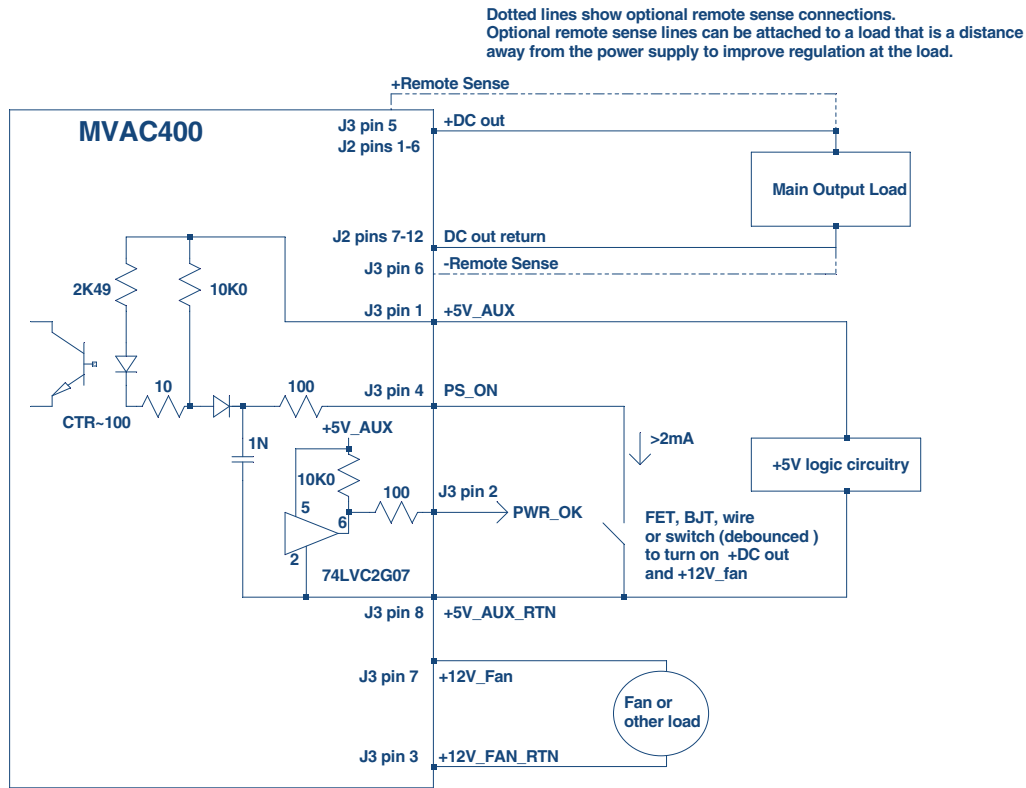 Dotted lines show optional remote sense connections.
Optional remote sense lines can be attached to a load that is a distance
away from the power supply to improve regulation at the load.
+Remote Sense
MVAC400
J3 pin 5
+DC out
J2 pins 1-6
Main Output Load
J2 pins 7-12
DC out return
J3 pin 6
-Remote Sense
2K49
10K0
J3 pin 1
+5V_AUX
10
100
J3 pin 4
PS_ON
CTR~100
+5V_AUX
1N
>2mA
10K0
+5V logic circuitry
100
J3 pin 2
5
6
PWR_OK
2
FET, BJT, wire
or switch (debounced )
to turn on +DC out
and +12V_fan
74LVC2G07
J3 pin 8
+5V_AUX_RTN
J3 pin 7
+12V_Fan
Fan or
other load
J3 pin 3
+12V_FAN_RTN